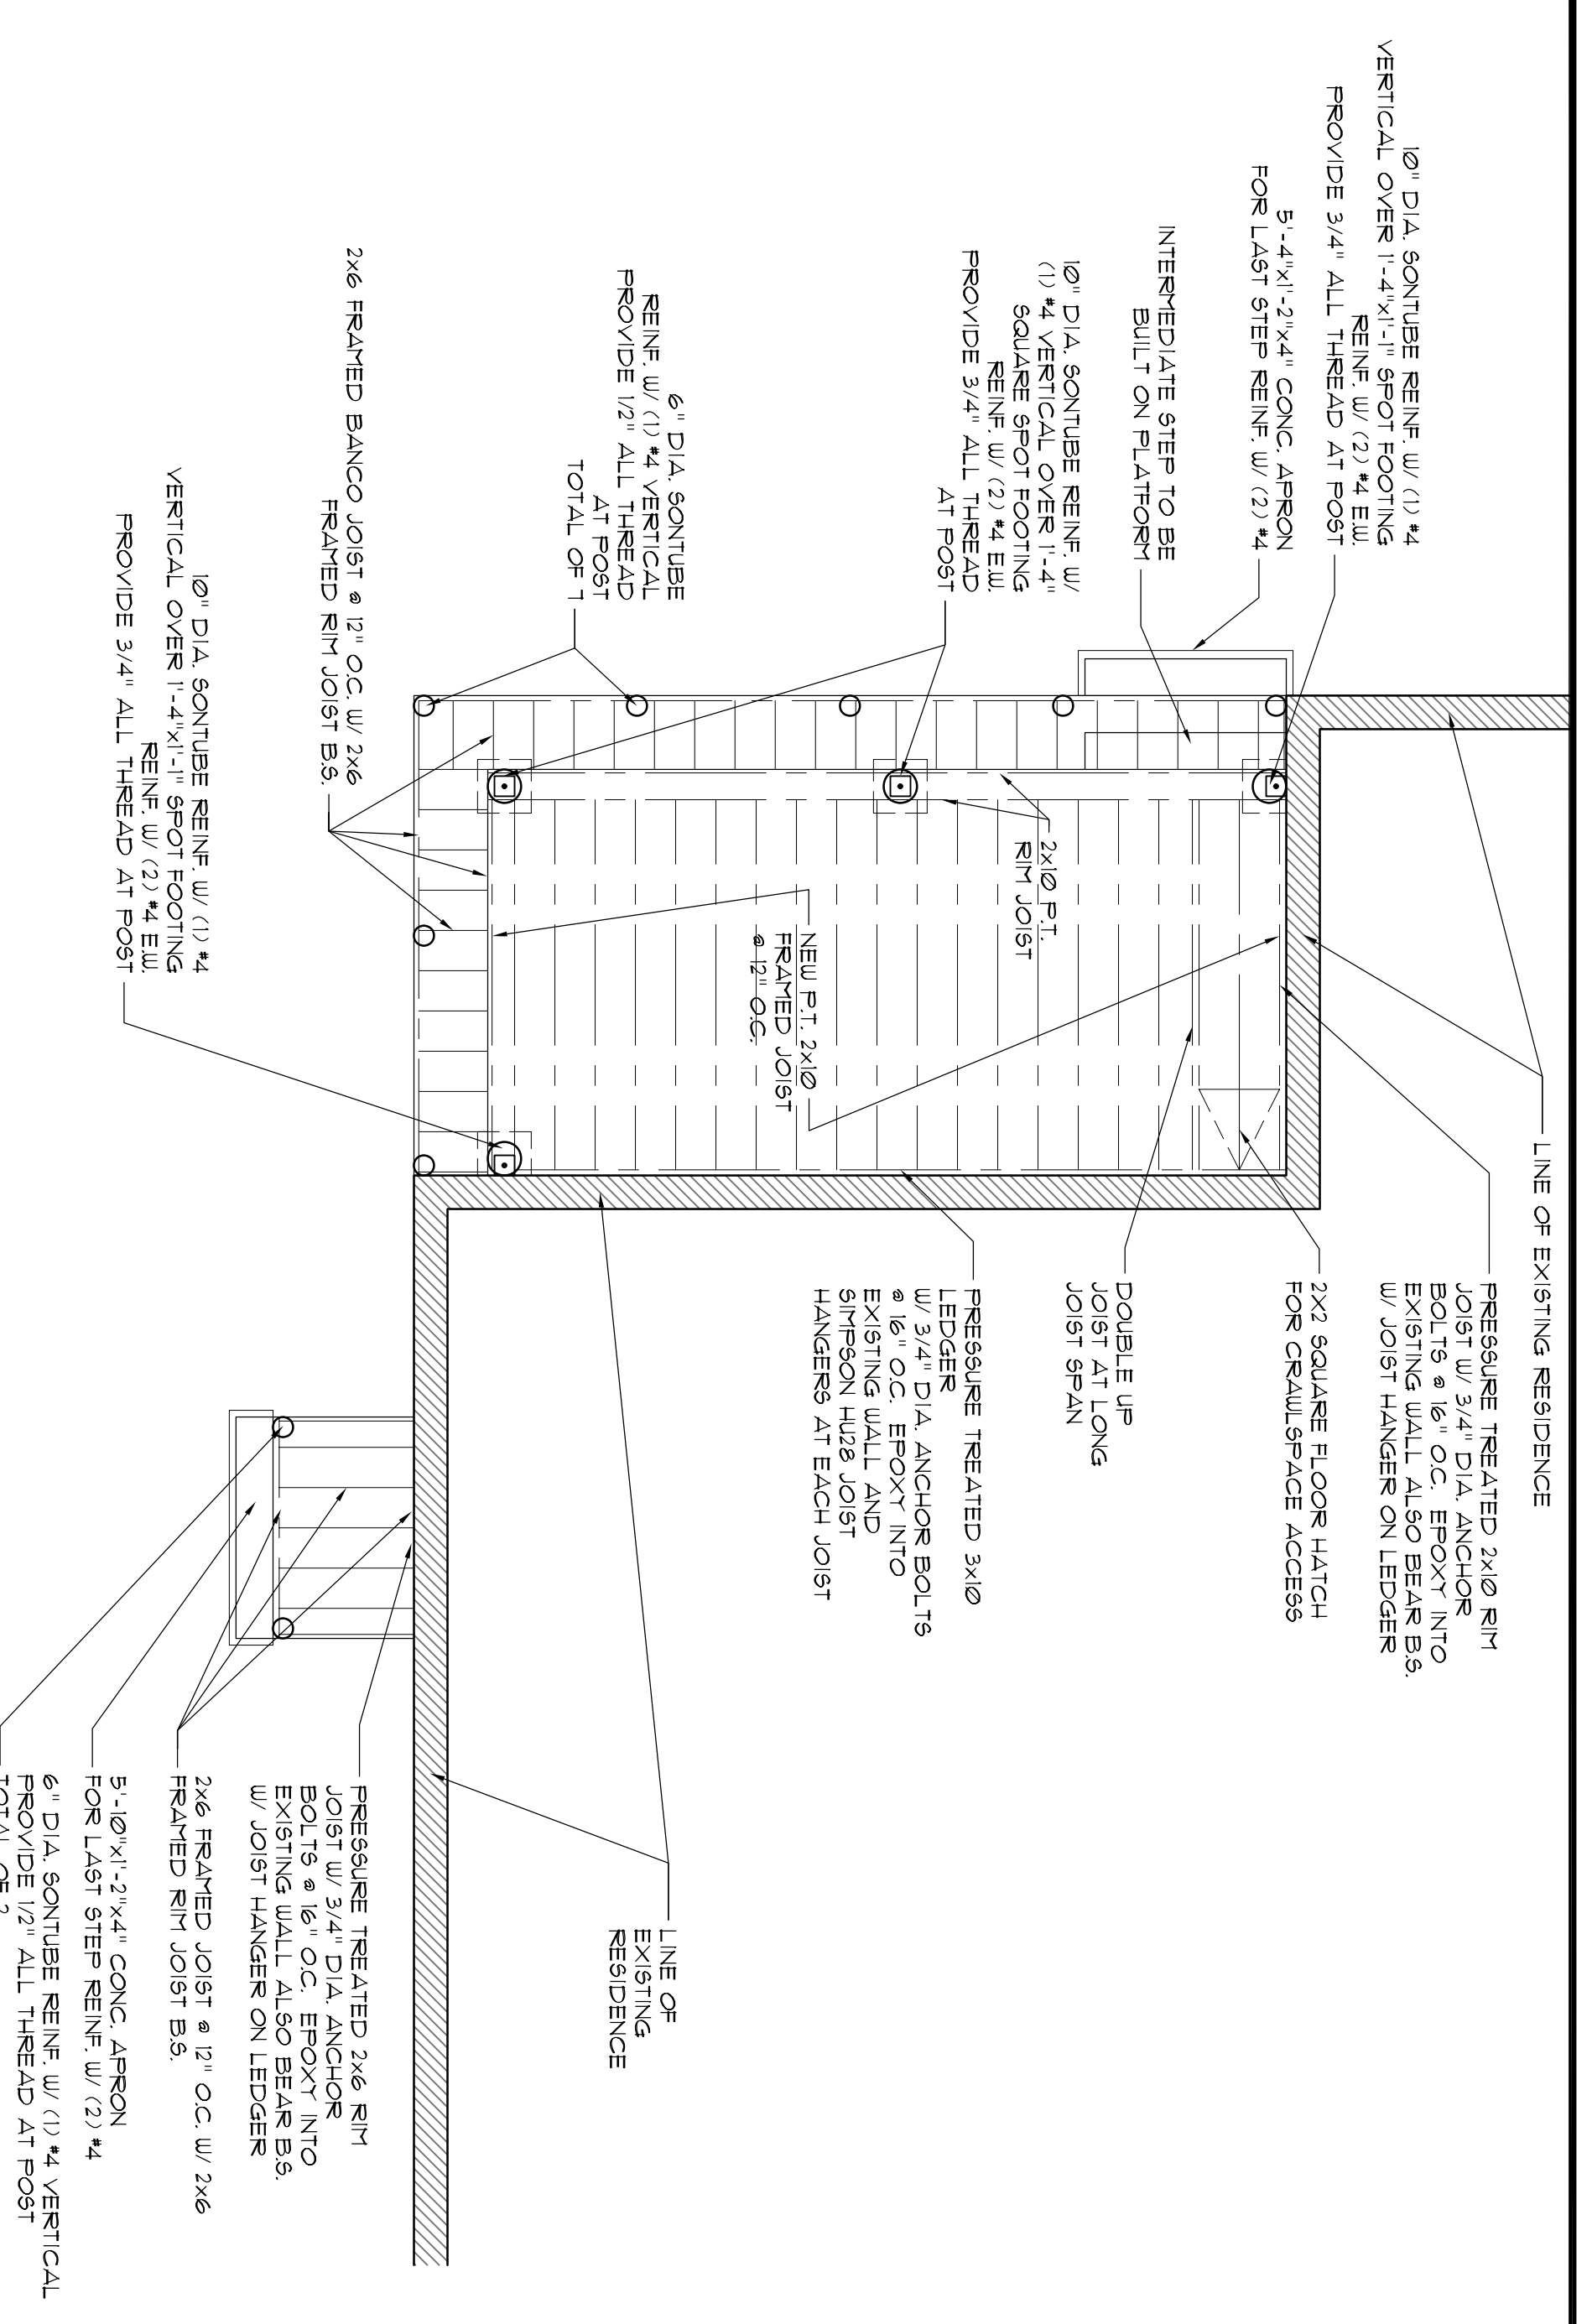 10" DIA. SONTUBE REINF. W/ (1) #4
VERTICAL OVER 1'-4"x1'-1" SPOT FOOTING
REINF. W/ (2) #4 E.W.
PROVIDE 3/4" ALL THREAD AT POST
5'-4"x1'-2"x4" CONC. APRON
FOR LAST STEP REINF. W/ (2) #4
INTERMEDIATE STEP TO BE
BUILT ON PLATFORM
10" DIA. SONTUBE REINF. W/
(1) #4 VERTICAL OVER 1'-4"
SQUARE SPOT FOOTING
REINF. W/ (2) #4 E.W.
PROVIDE 3/4" ALL THREAD
AT POST
6" DIA. SONTUBE
REINF. W/ (1) #4 VERTICAL
PROVIDE 1/2" ALL THREAD
AT POST
TOTAL OF 7
2x6 FRAMED BANCO JOIST @ 12" O.C. W/ 2x6
FRAMED RIM JOIST B.S.
10" DIA. SONTUBE REINF. W/ (1) #4
VERTICAL OVER 1'-4"x1'-1" SPOT FOOTING
REINF. W/ (2) #4 E.W.
PROVIDE 3/4" ALL THREAD AT POST
2x10 P.T.
RIM JOIST
NEW P.T. 2x10
FRAMED JOIST
@ 12" O.C.
LINE OF EXISTING RESIDENCE
PRESSURE TREATED 2x10 RIM
JOIST W/ 3/4" DIA. ANCHOR
BOLTS @ 16" O.C. EPOXY INTO
EXISTING WALL ALSO BEAR B.S.
W/ JOIST HANGER ON LEDGER
2X2 SQUARE FLOOR HATCH
FOR CRAWLSPACE ACCESS
DOUBLE UP
JOIST AT LONG
JOIST SPAN
PRESSURE TREATED 3x10
LEDGER
W/ 3/4" DIA. ANCHOR BOLTS
@ 16" O.C. EPOXY INTO
EXISTING WALL AND
SIMPSON HU28 JOIST
HANGERS AT EACH JOIST
LINE OF
EXISTING
RESIDENCE
PRESSURE TREATED 2x6 RIM
JOIST W/ 3/4" DIA. ANCHOR
BOLTS @ 16" O.C. EPOXY INTO
EXISTING WALL ALSO BEAR B.S.
W/ JOIST HANGER ON LEDGER
2x6 FRAMED JOIST @ 12" O.C. W/ 2x6
FRAMED RIM JOIST B.S.
5'-10"x1'-2"x4" CONC. APRON
FOR LAST STEP REINF. W/ (2) #4
6" DIA. SONTUBE REINF. W/ (1) #4 VERTICAL
PROVIDE 1/2" ALL THREAD AT POST
TOTAL OF 2